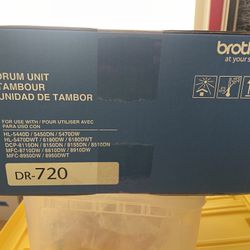 brot
at your s
DRUM UNIT
TAMBOUR
UNIDAD DE TAMBOR
FOR USE WITH / POUR UTILISER AVEC
PARA USO CON
HL-5440D / 5450DN / 5470DW
HL-5470DWT / 6180DW / 6180DWT
DCP-8110DN / 8150DN / 8155DN / 8510DN
MFC-8710DW / 8810DW / 8910DW
MFC-8950DW / 8950DWT
DR-720